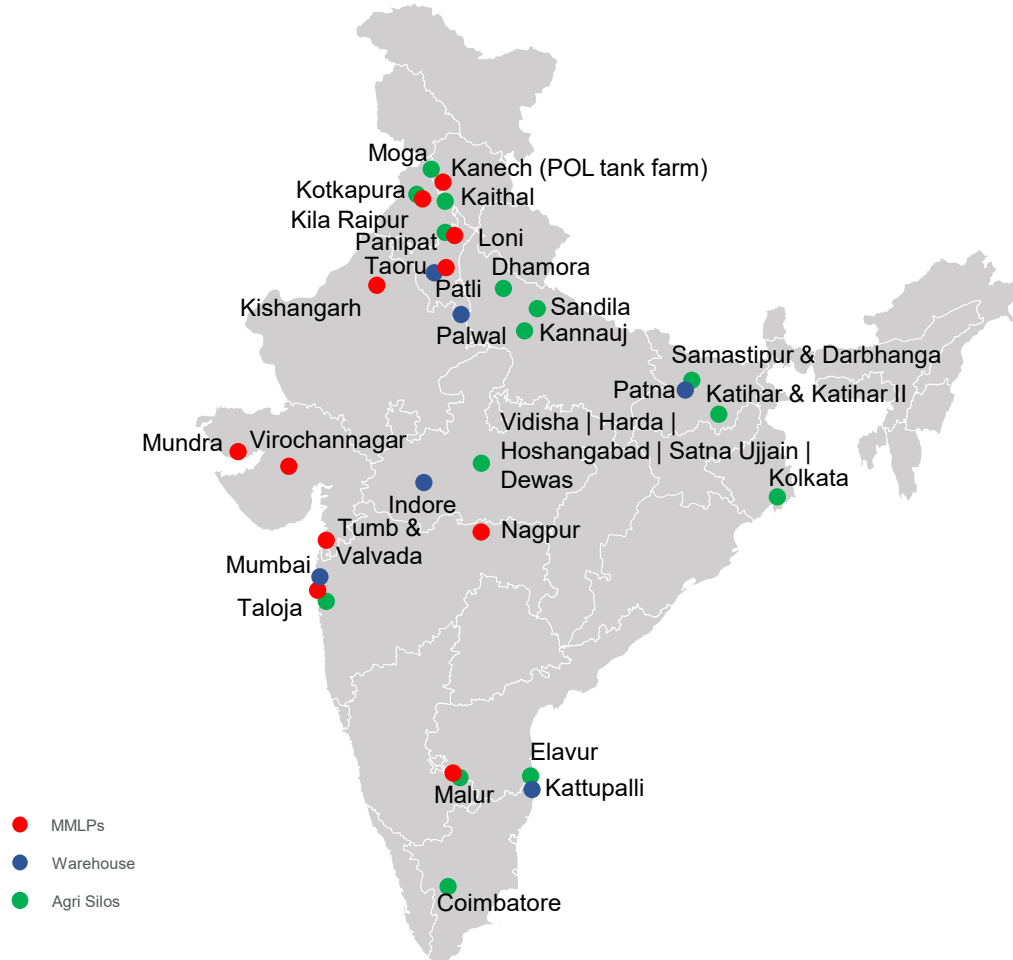 Moga
Kanech (POL tank farm)
Kotkapura
Kaithal
Kila Raipur
Panipat
Loni
Taoru
Dhamora
Patli
Kishangarh
Sandila
Palwal
Kannauj
Samastipur & Darbhanga
Patna
Katihar & Katihar II
Vidisha | Harda |
Hoshangabad | Satna Ujjain |
Dewas
Mundra
Virochannagar
Kolkata
Indore
Tumb &
Valvada
Nagpur
Mumbai
Taloja
Elavur
Malur
Kattupalli
MMLPs
Warehouse
Agri Silos
Coimbatore